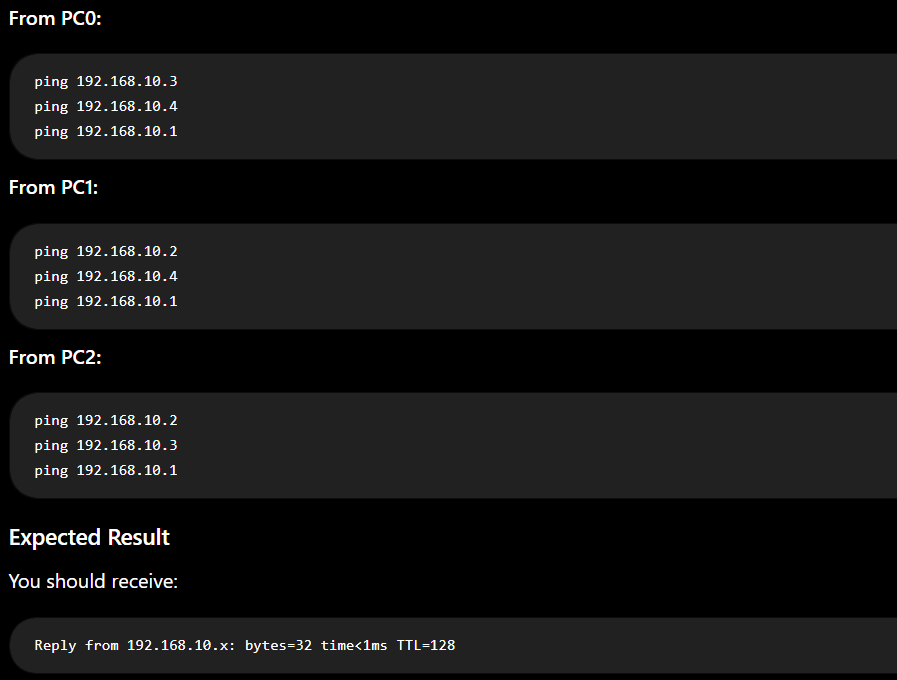 From PC0:
ping 192.168.10.3
ping 192.168.10.4
ping 192.168.10.1
From PC1:
ping 192.168.10.2
ping 192.168.10.4
ping 192.168.10.1
From PC2:
ping 192.168.10.2
ping 192.168.10.3
ping 192.168.10.1
Expected Result
You should receive:
Reply from 192.168.10.x: bytes=32 time<1ms TTL=128